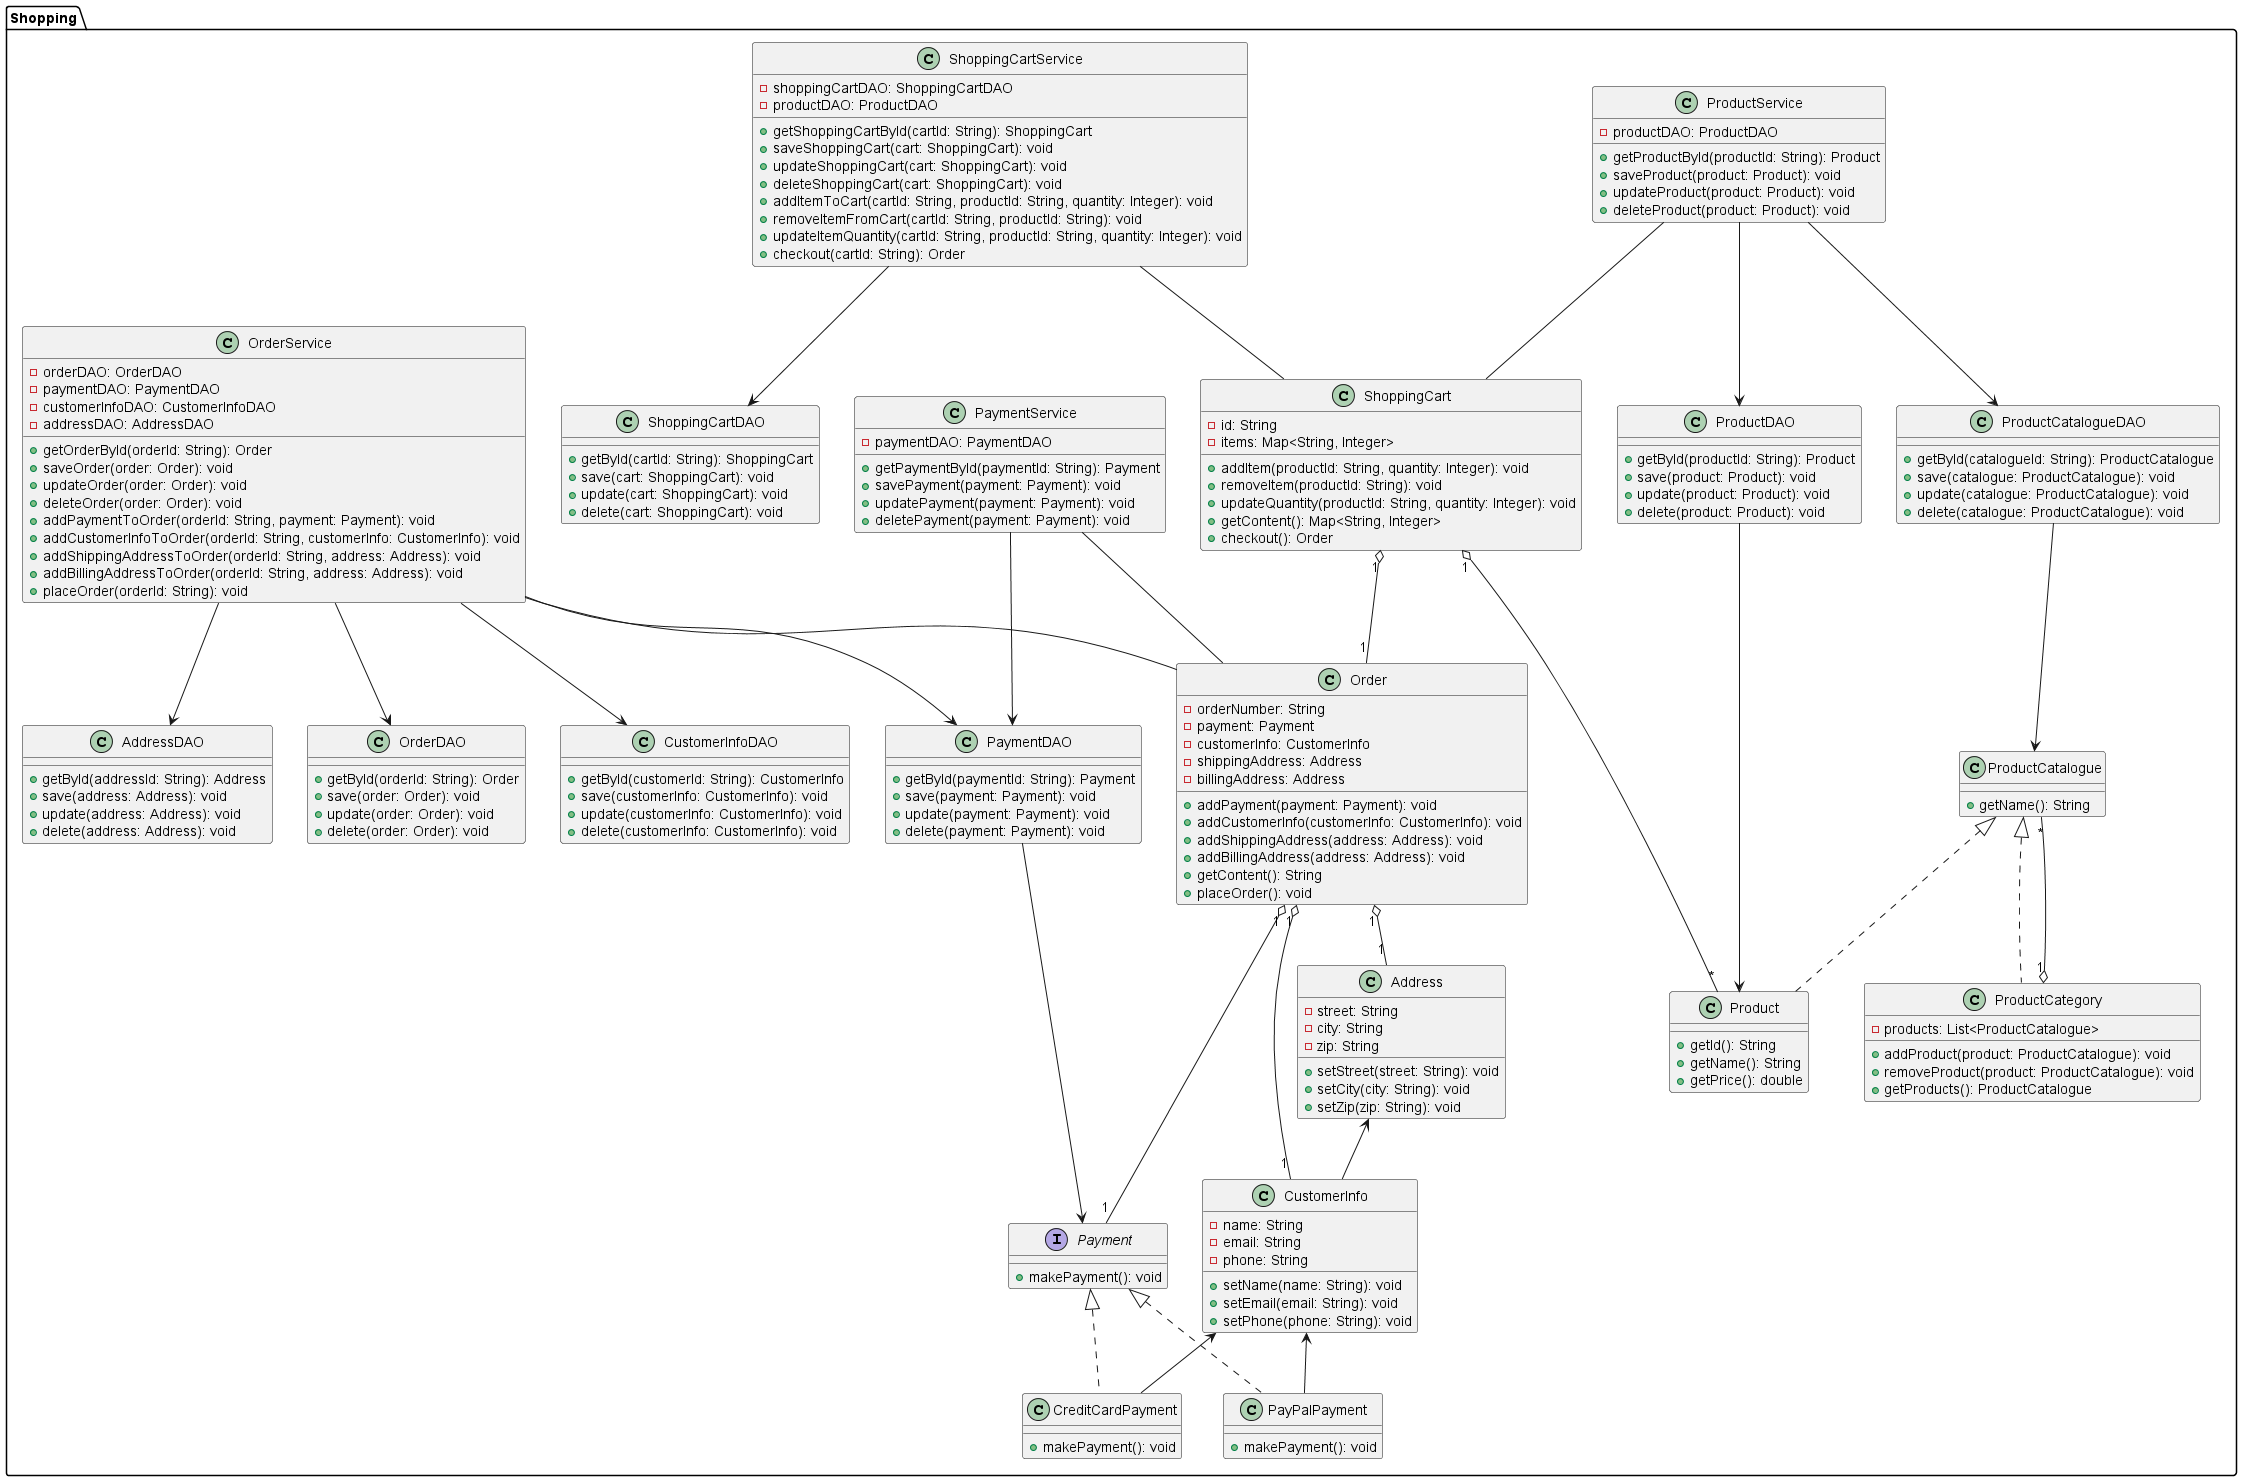 Shopping
C ShoppingCartService
shoppingCartDAO: ShoppingCartDAO
productDAO: ProductDAO
getShoppingCartById(cartId: String): ShoppingCart
saveShoppingCart(cart: ShoppingCart): void
updateShoppingCart(cart: ShoppingCart): void
deleteShoppingCart(cart: ShoppingCart): void
addItemToCart(cartId: String, productId: String, quantity: Integer): void
removeItemFromCart(cartId: String, productId: String): void
updateItemQuantity(cartId: String, productId: String, quantity: Integer): void
checkout(cartId: String): Order
C ProductService
productDAO: ProductDAO
getProductById(productId: String): Product
saveProduct(product: Product): void
updateProduct(product: Product): void
deleteProduct(product: Product): void
C OrderService
orderDAO: OrderDAO
paymentDAO: PaymentDAO
customerInfoDAO: CustomerInfoDAO
addressDAO: AddressDAO
getOrderById(orderId: String): Order
saveOrder(order: Order): void
updateOrder(order: Order): void
deleteOrder(order: Order): void
addPaymentToOrder(orderId: String, payment: Payment): void
addCustomerInfoToOrder(orderId: String, customerInfo: CustomerInfo): void
addShippingAddressToOrder(orderId: String, address: Address): void
addBillingAddressToOrder(orderId: String, address: Address): void
placeOrder(orderId: String): void
C ShoppingCartDAO
getById(cartId: String): ShoppingCart
save(cart: ShoppingCart): void
update(cart: ShoppingCart): void
delete(cart: ShoppingCart): void
C PaymentService
paymentDAO: PaymentDAO
getPaymentById(paymentId: String): Payment
savePayment(payment: Payment): void
updatePayment(payment: Payment): void
deletePayment(payment: Payment): void
C ShoppingCart
id: String
items: Map<String, Integer>
addItem(productId: String, quantity: Integer): void
removeItem(productId: String): void
updateQuantity(productId: String, quantity: Integer): void
getContent(): Map<String, Integer>
checkout(): Order
C ProductDAO
getById(productId: String): Product
save(product: Product): void
update(product: Product): void
delete(product: Product): void
C ProductCatalogueDAO
getById(catalogueId: String): ProductCatalogue
save(catalogue: ProductCatalogue): void
update(catalogue: ProductCatalogue): void
delete(catalogue: ProductCatalogue): void
1
1
1
C AddressDAO
getById(addressId: String): Address
save(address: Address): void
update(address: Address): void
delete(address: Address): void
C OrderDAO
getById(orderId: String): Order
save(order: Order): void
update(order: Order): void
delete(order: Order): void
C CustomerInfoDAO
getById(customerId: String): CustomerInfo
save(customerInfo: CustomerInfo): void
update(customerInfo: CustomerInfo): void
delete(customerInfo: CustomerInfo): void
C PaymentDAO
getById(paymentId: String): Payment
save(payment: Payment): void
update(payment: Payment): void
delete(payment: Payment): void
C Order
orderNumber: String
payment: Payment
customerInfo: CustomerInfo
shippingAddress: Address
billingAddress: Address
addPayment(payment: Payment): void
addCustomerInfo(customerInfo: CustomerInfo): void
addShippingAddress(address: Address): void
addBillingAddress(address: Address): void
getContent(): String
placeOrder(): void
C ProductCatalogue
getName(): String
*
1
1
1
1
*
1
C Address
street: String
city: String
zip: String
setStreet(street: String): void
setCity(city: String): void
setZip(zip: String): void
C Product
getId(): String
getName(): String
getPrice(): double
C ProductCategory
products: List<ProductCatalogue>
addProduct(product: ProductCatalogue): void
removeProduct(product: ProductCatalogue): void
getProducts(): ProductCatalogue
1
1
I Payment
makePayment(): void
C CustomerInfo
name: String
email: String
phone: String
setName(name: String): void
setEmail(email: String): void
setPhone(phone: String): void
C CreditCardPayment
makePayment(): void
C PayPalPayment
makePayment(): void